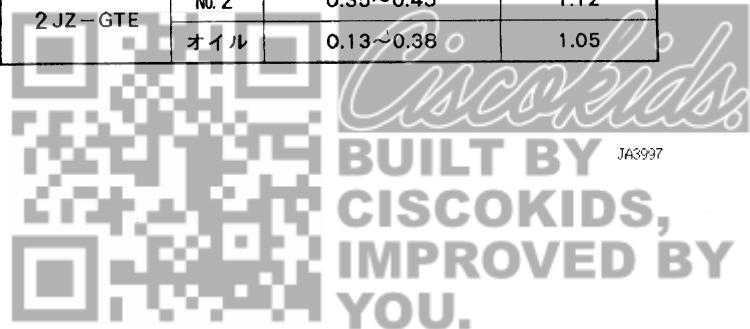 2JZ－GTE
No. 2 0.35～0.45 1.12
オイル 0.13～0.38 1.05
Ciscokids.
BUILT BY
JA3997
CISCOKIDS,
IMPROVED BY
YOU.